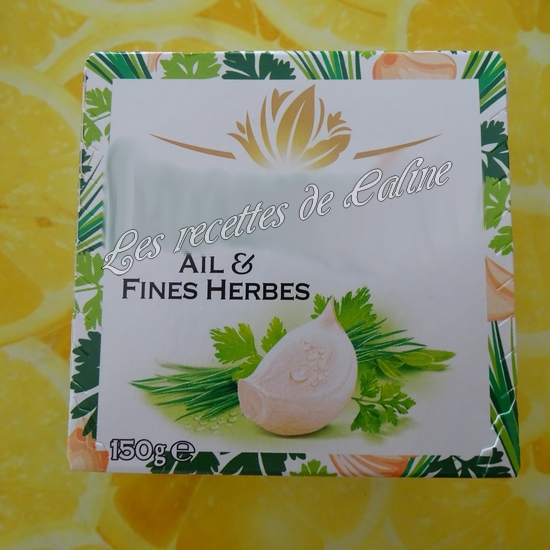 Les recettes de Caline
AIL &
FINES HERBES
150g e